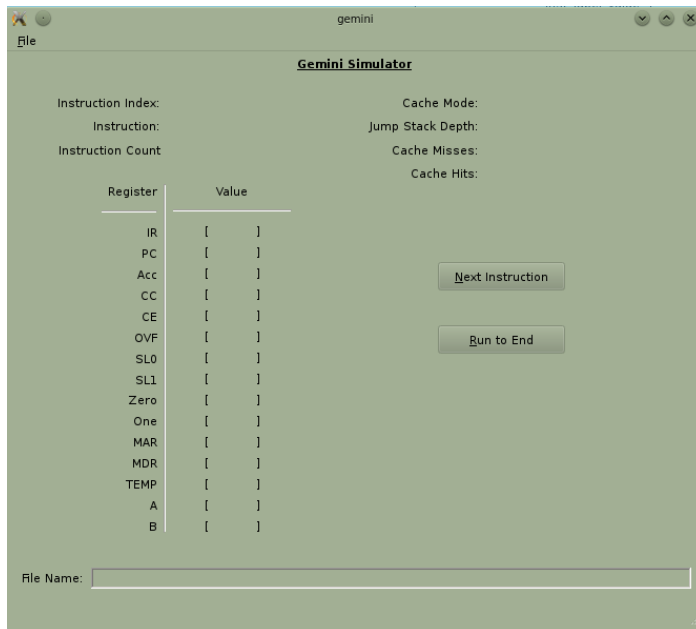 gemini
File
Gemini Simulator
Instruction Index:
Instruction:
Instruction Count
Cache Mode:
Jump Stack Depth:
Cache Misses:
Cache Hits:
Register Value
IR [ ]
PC [ ]
Acc [ ]
CC [ ]
CE [ ]
OVF [ ]
SL0 [ ]
SL1 [ ]
Zero [ ]
One [ ]
MAR [ ]
MDR [ ]
TEMP [ ]
A [ ]
B [ ]
Next Instruction
Run to End
File Name: